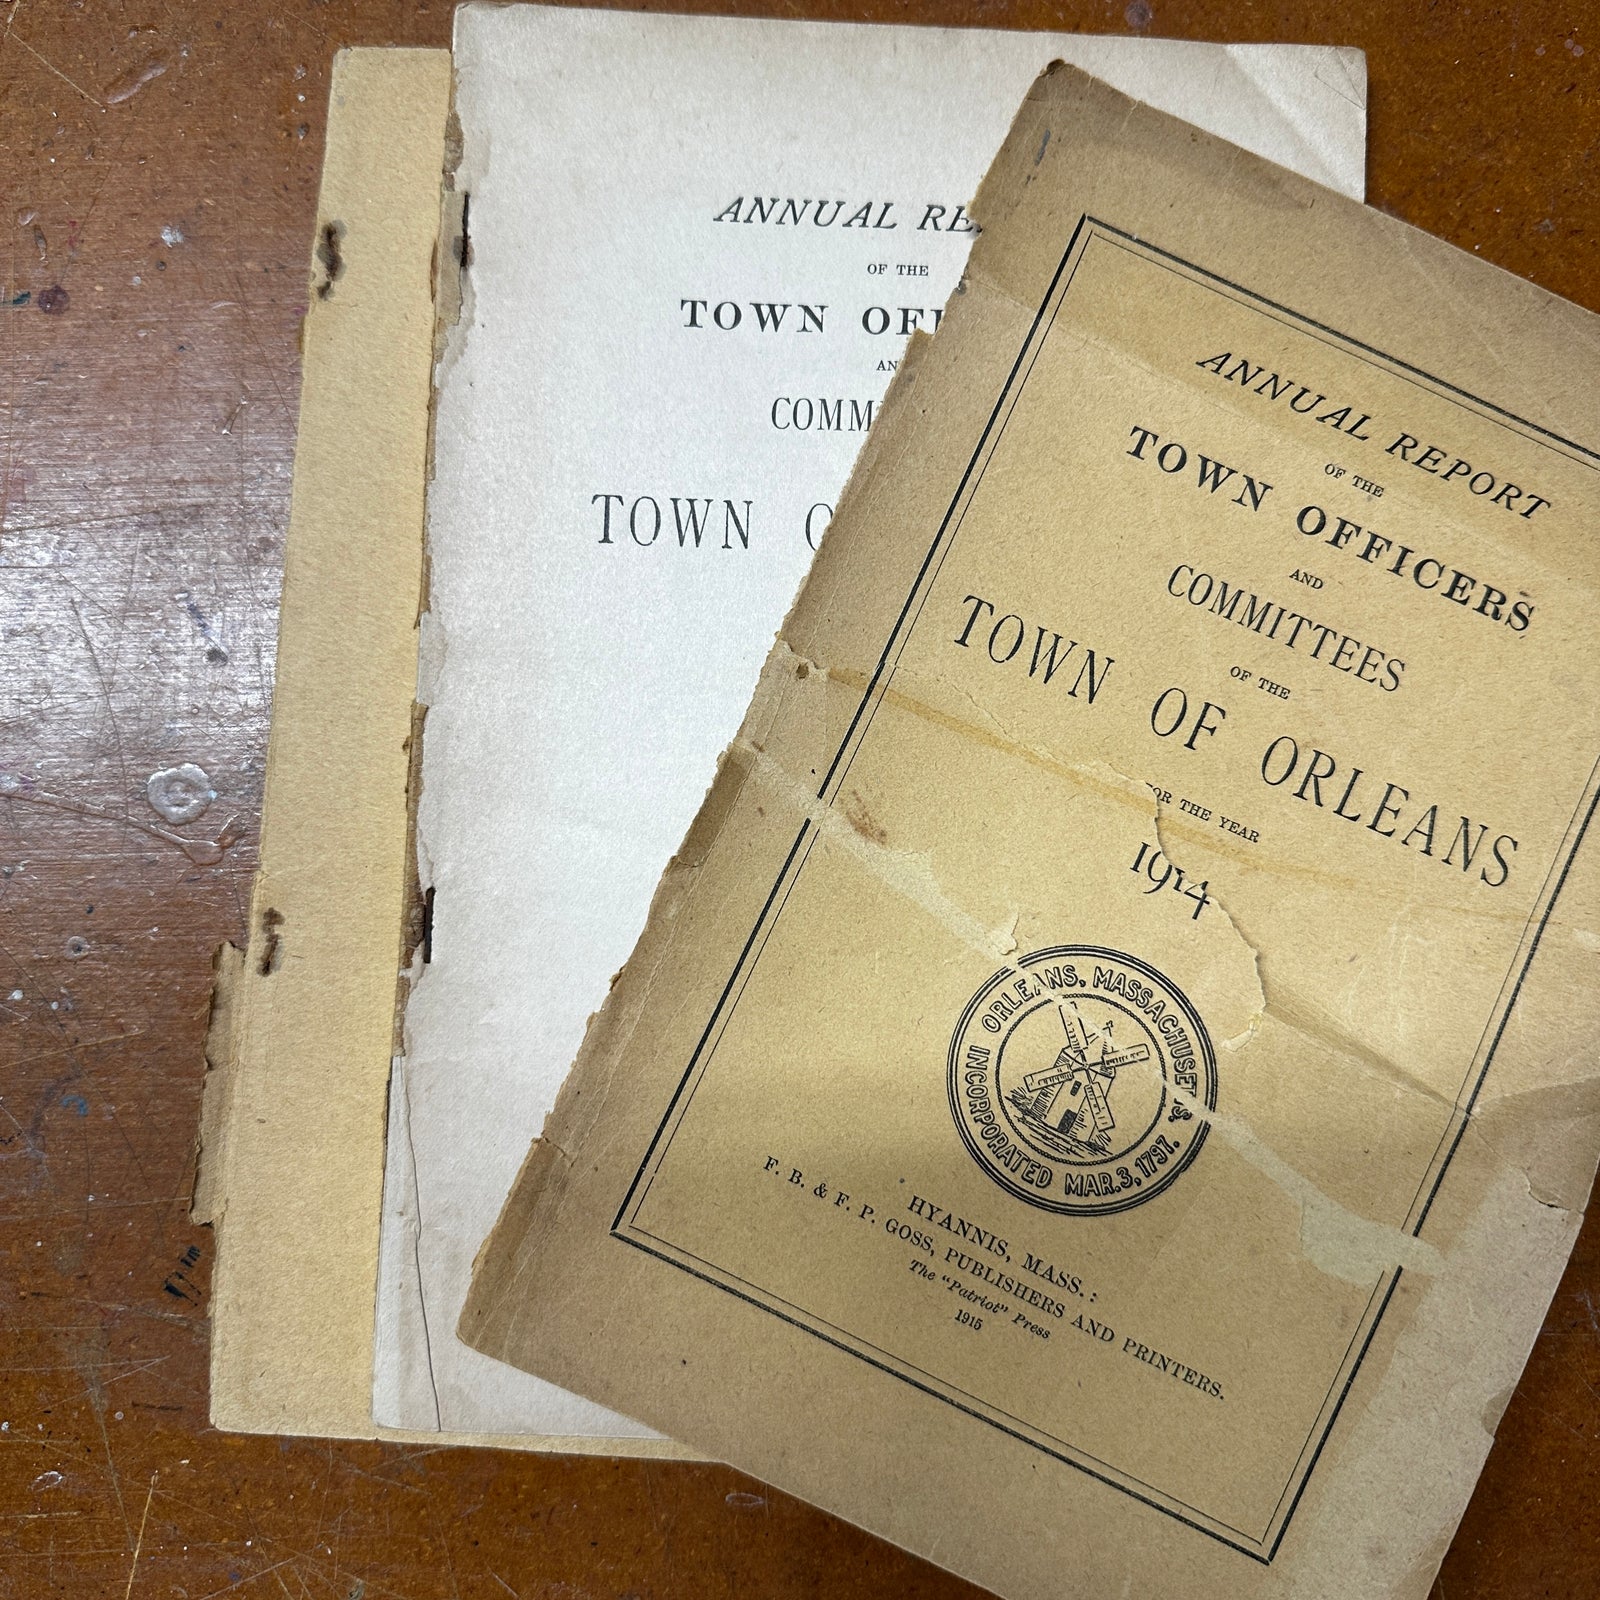 ANNUAL RE
OF THE
TOWN OF
AN
COMM
TOWN O
ANNUAL REPORT
OF THE
TOWN OFFICERS
AND
COMMITTEES
OF THE
TOWN OF ORLEANS
FOR THE YEAR
1914
ORLEANS, MASSACHUSETTS.
INCORPORATED MAR. 3, 1797.
HYANNIS, MASS.:
F. B. & F. P. GOSS, PUBLISHERS AND PRINTERS.
The "Patriot" Press
1915